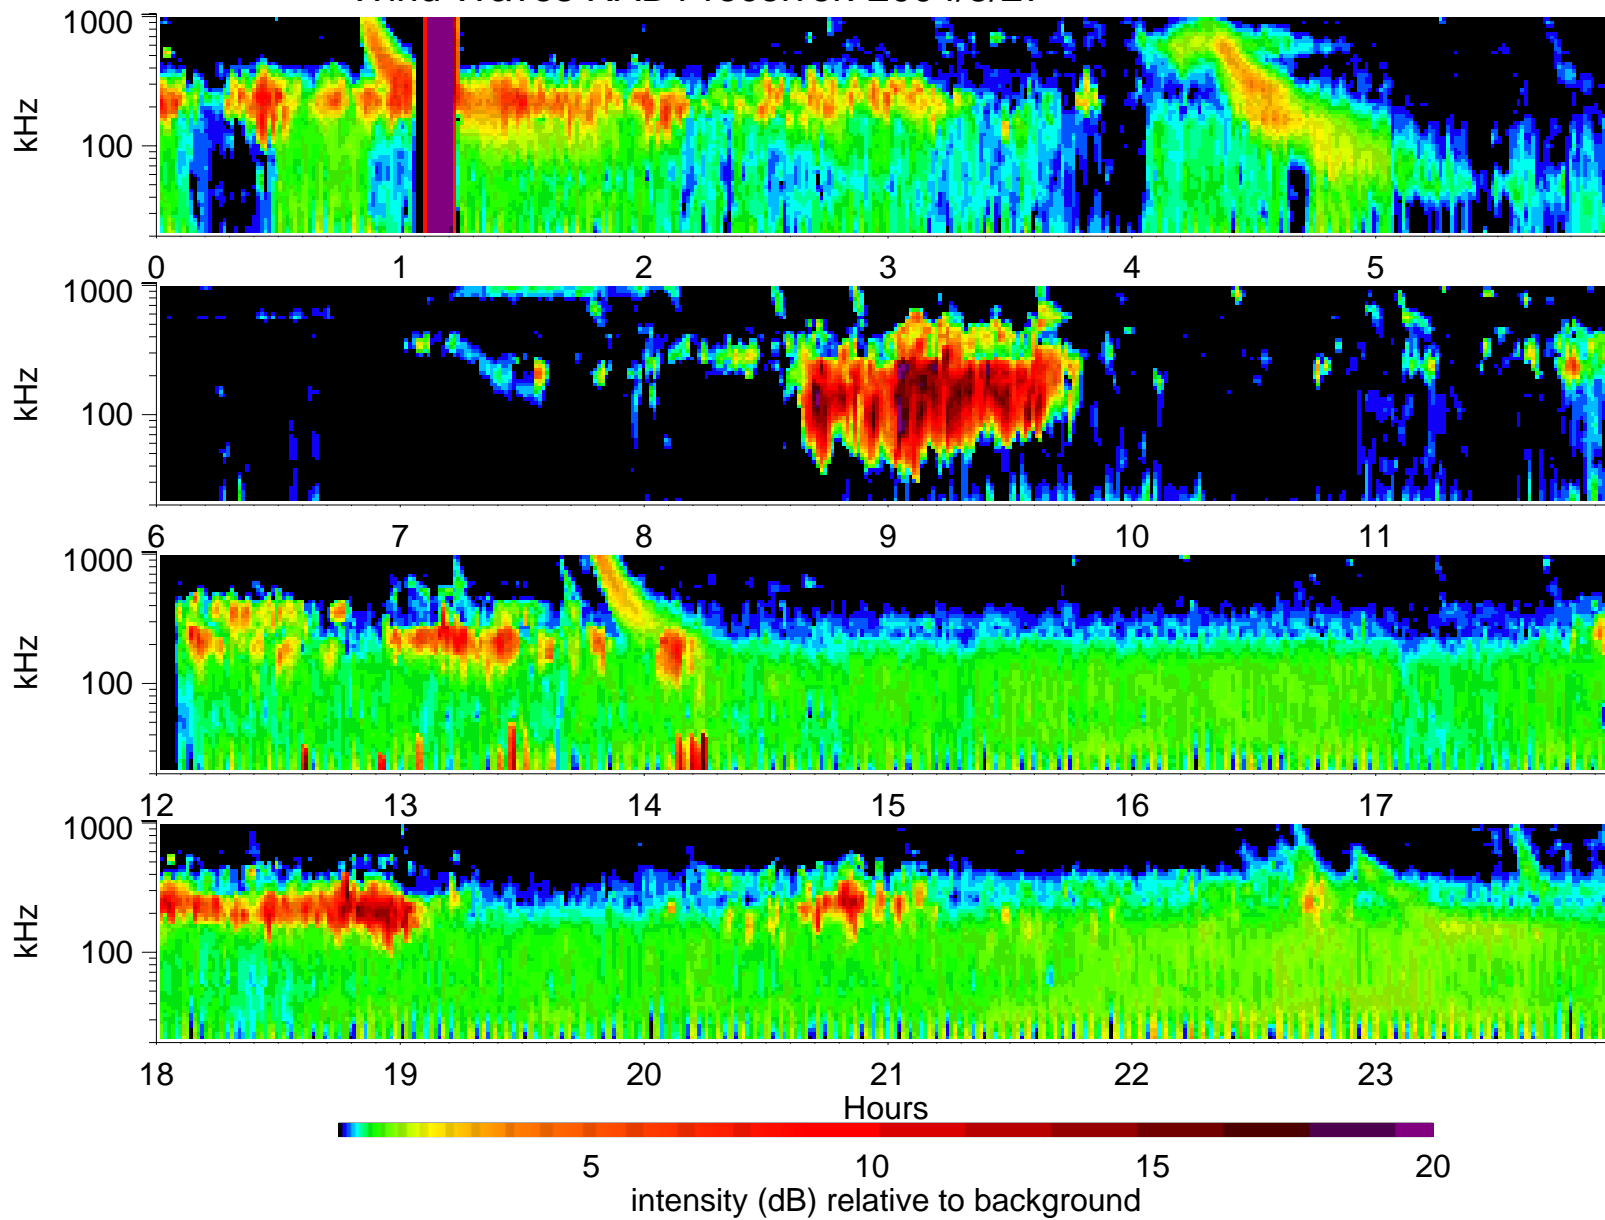 kHz 1000 100
0 1 2 3 4 5
kHz 1000 100
6 7 8 9 10 11
kHz 1000 100
12 13 14 15 16 17
kHz 1000 100
18 19 20 21 22 23
Hours
5 10 15 20
intensity (dB) relative to background